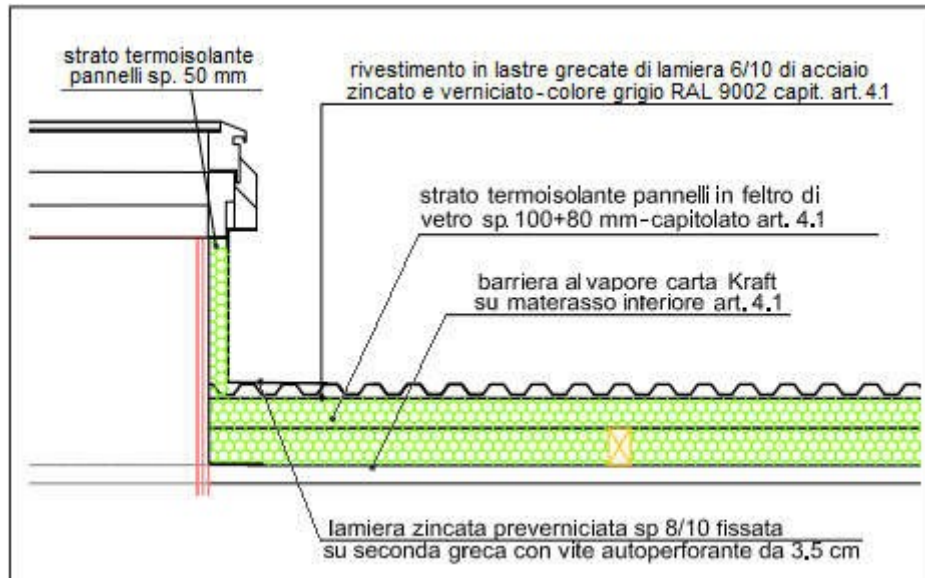 strato termoisolante
pannelli sp. 50 mm
rivestimento in lastre grecate di lamiera 6/10 di acciaio
zincato e verniciato-colore grigio RAL 9002 capit. art. 4.1
strato termoisolante pannelli in feltro di
vetro sp. 100+80 mm-capitolato art. 4.1
barriera al vapore carta Kraft
su materasso interiore art. 4.1
lamiera zincata preverniciata sp 8/10 fissata
su seconda greca con vite autoperforante da 3,5 cm